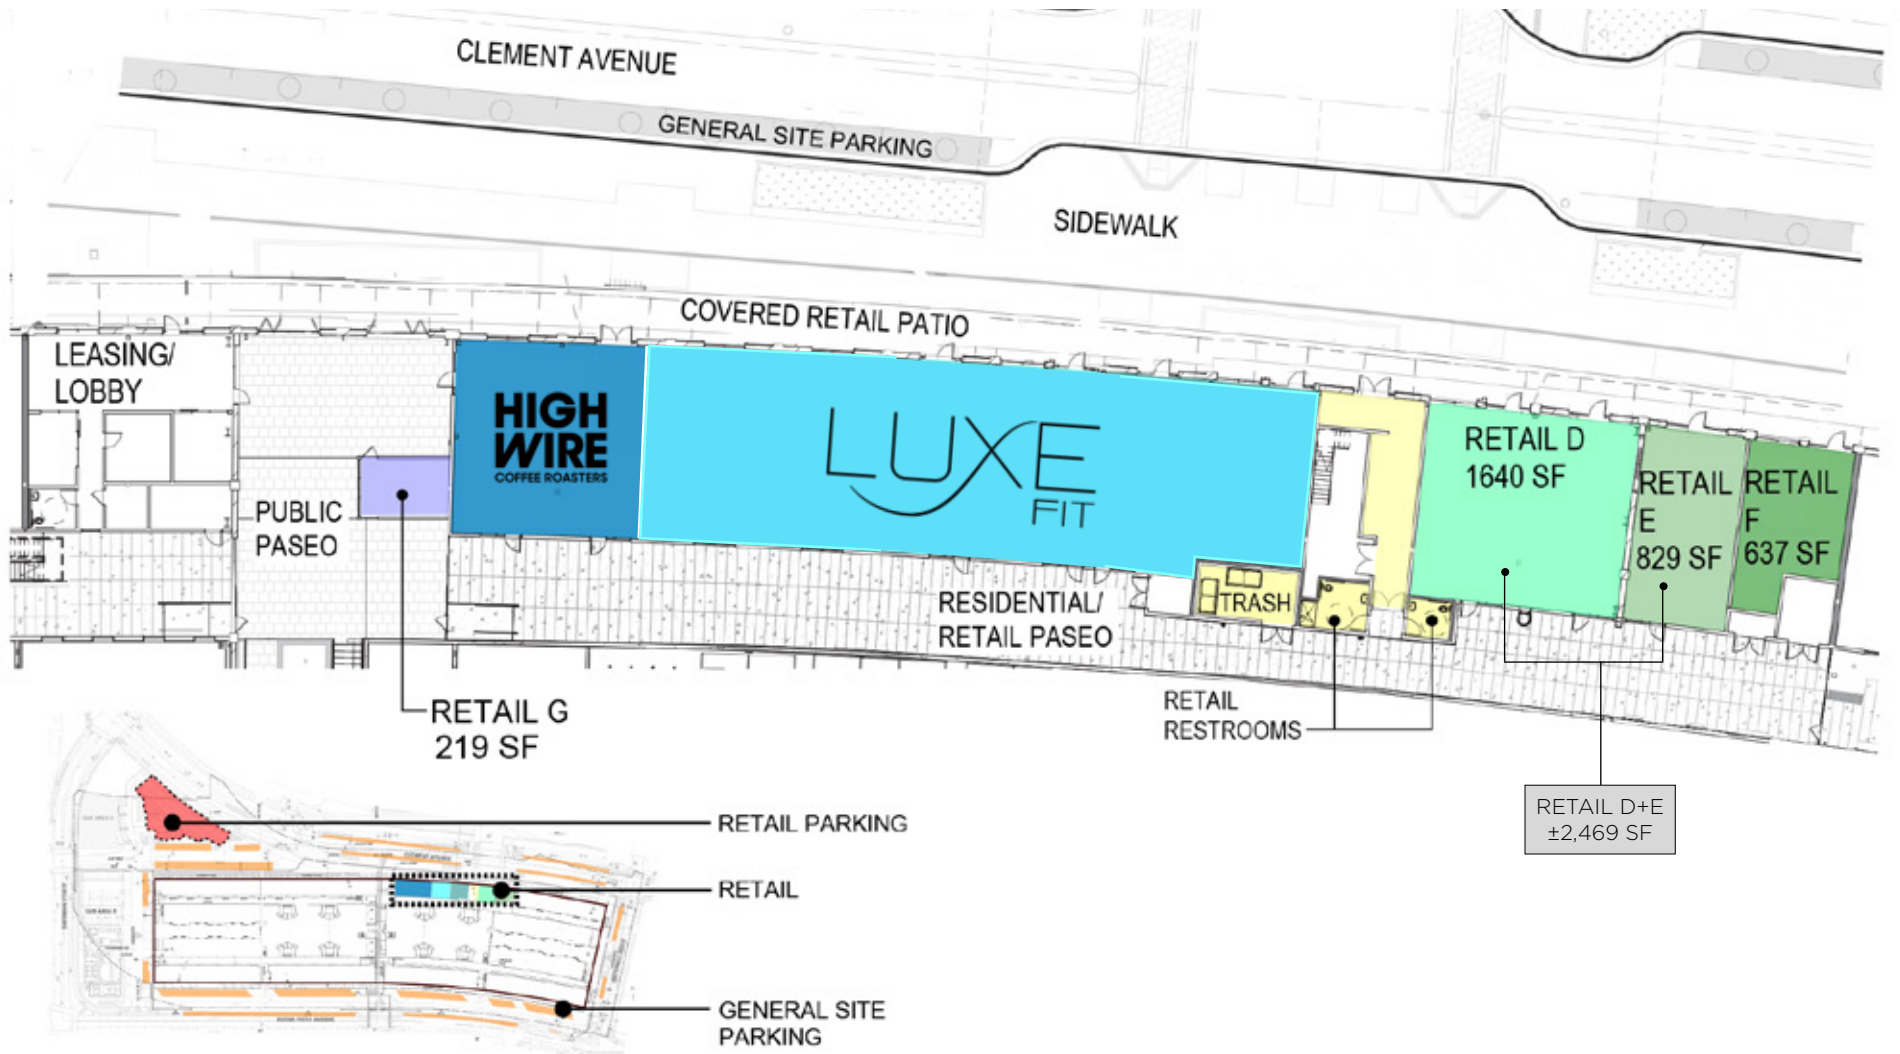 CLEMENT AVENUE
GENERAL SITE PARKING
SIDEWALK
COVERED RETAIL PATIO
LEASING/
LOBBY
HIGH
WIRE
COFFEE ROASTERS
LUXE
FIT
RETAIL D
1640 SF
RETAIL
E
829 SF
RETAIL
F
637 SF
PUBLIC
PASEO
RESIDENTIAL/
RETAIL PASEO
TRASH
RETAIL G
219 SF
RETAIL
RESTROOMS
RETAIL D+E
±2,469 SF
RETAIL PARKING
RETAIL
GENERAL SITE
PARKING